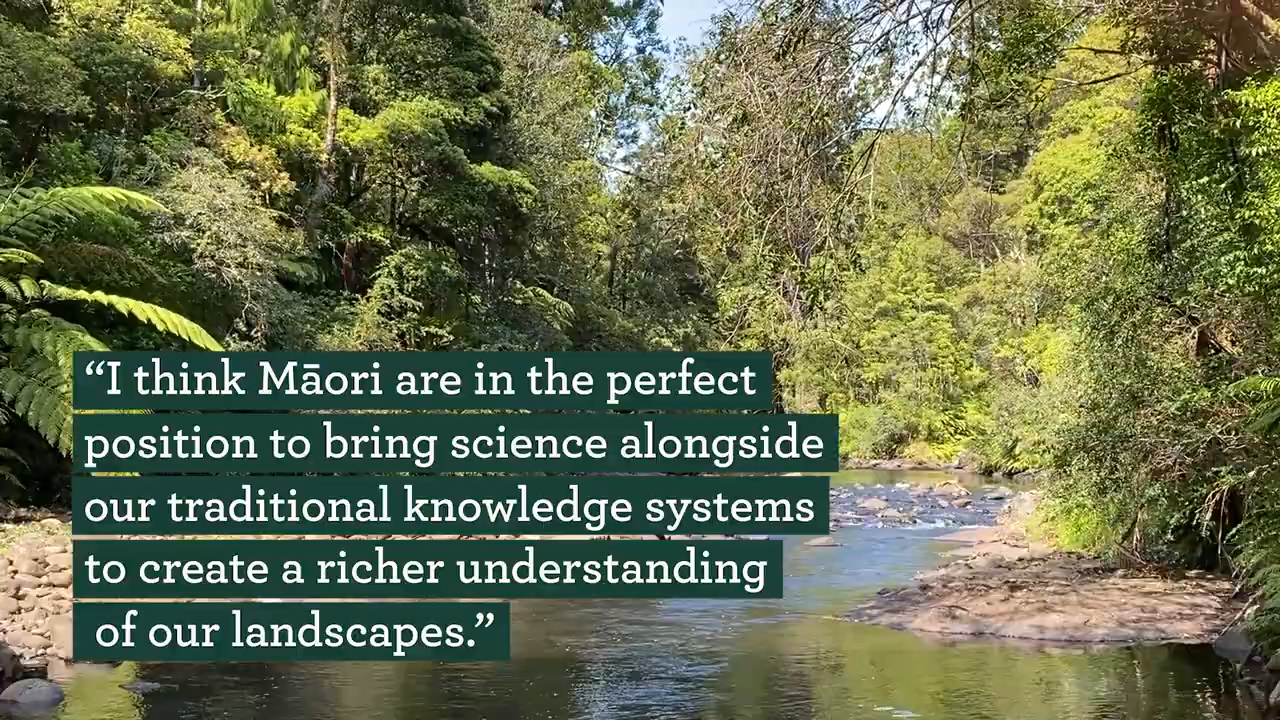 “I think Māori are in the perfect
position to bring science alongside
our traditional knowledge systems
to create a richer understanding
of our landscapes.”